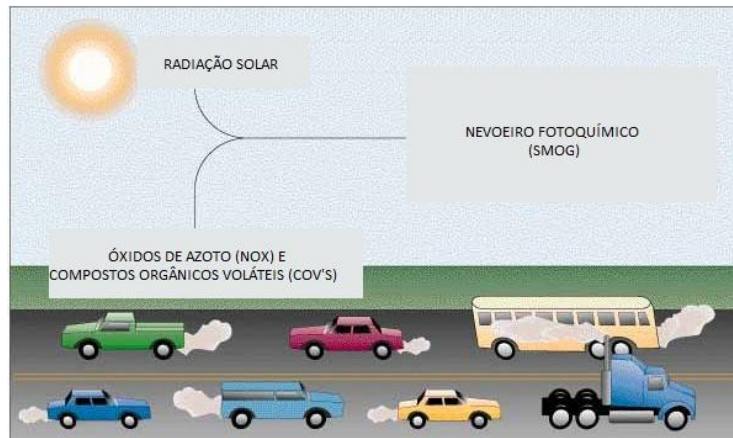 RADIAÇÃO SOLAR
NEVOEIRO FOTOQUÍMICO
(SMOG)
ÓXIDOS DE AZOTO (NOX) E
COMPOSTOS ORGÂNICOS VOLÁTEIS (COV'S)